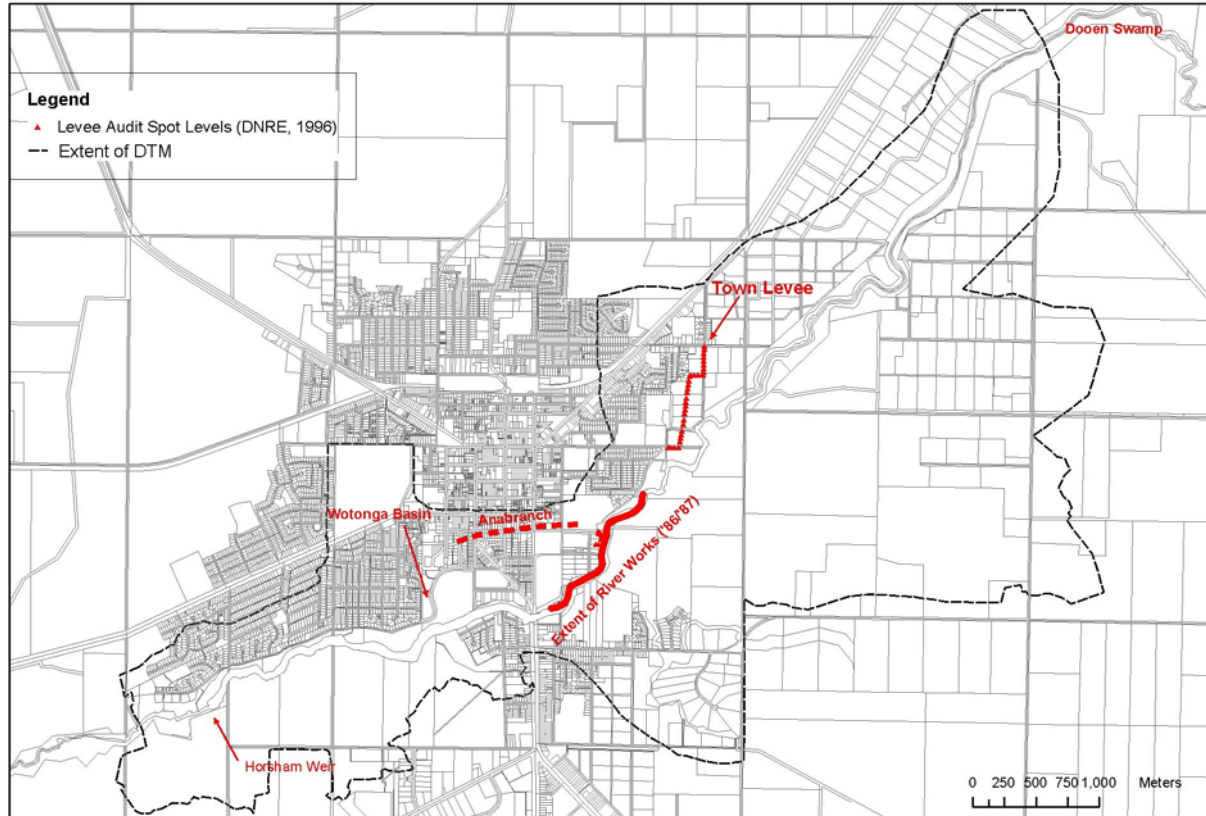 Dooen Swamp
Legend
Levee Audit Spot Levels (DNRE, 1996)
Extent of DTM
Town Levee
Wotonga Basin
Anabranch
Extent of River Works ('86/'87)
Horsham Weir
0 250 500 750 1,000 Meters